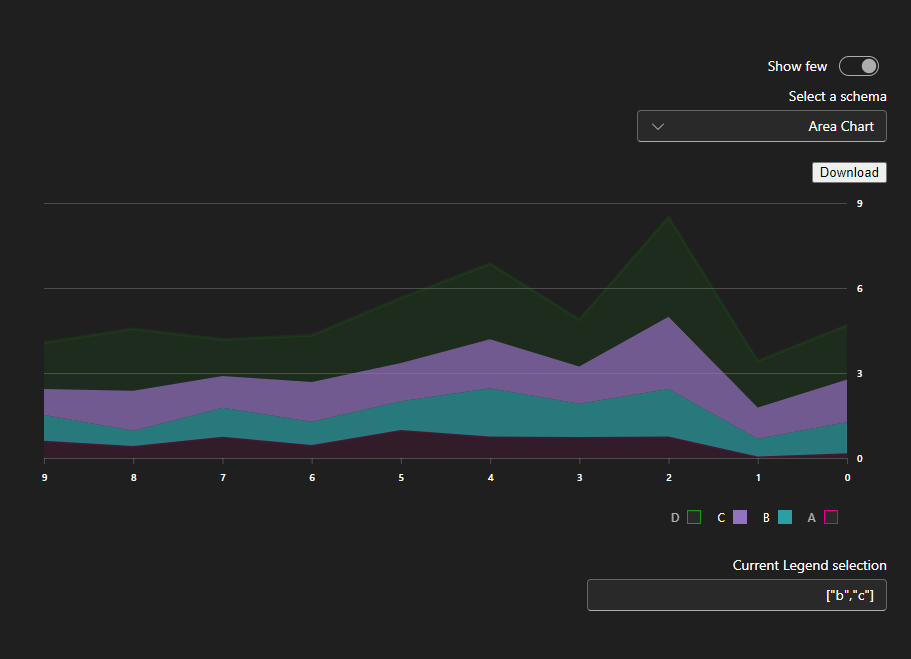 Show few
Select a schema
Area Chart
Download
9
6
3
0
9 8 7 6 5 4 3 2 1 0
D C B A
Current Legend selection
["b","c"]